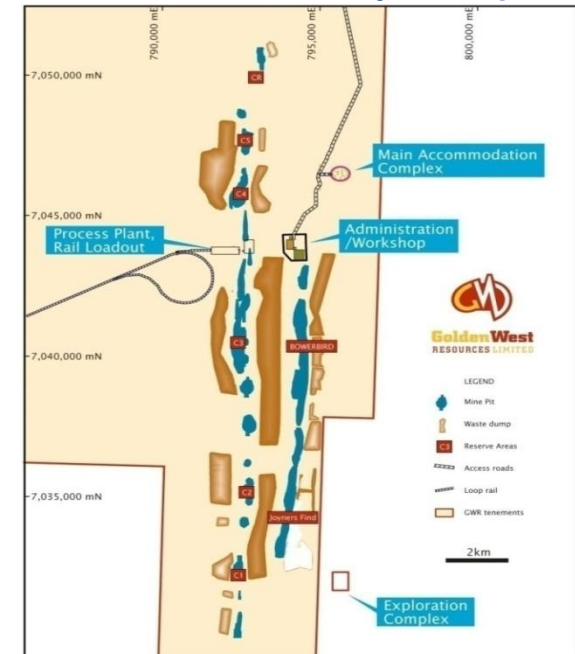 790,000 mE
795,000 mE
800,000 mE
7,050,000 mN
CR
C5
Main Accommodation
Complex
C4
7,045,000 mN
Process Plant,
Rail Loadout
Administration
/Workshop
GoldenWest
RESOURCES LIMITED
C3
BOWERBIRD
7,040,000 mN
LEGEND
Mine Pit
Waste dump
C3
Reserve Areas
Access roads
Loop rail
GWR tenements
7,035,000 mN
C2
Joyners Find
2km
C1
Exploration
Complex